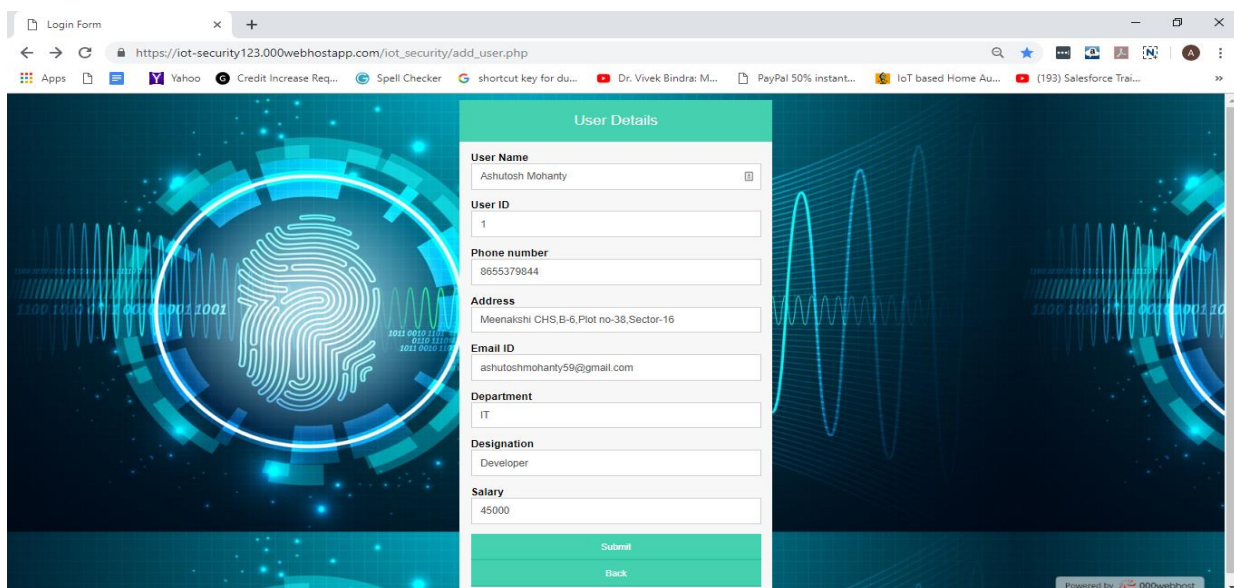 Login Form
https://iot-security123.000webhostapp.com/iot_security/add_user.php
Apps Yahoo Credit Increase Req... Spell Checker shortcut key for du... Dr. Vivek Bindra: M... PayPal 50% instant... IoT based Home Au... (193) Salesforce Trai... »
User Details
User Name
Ashutosh Mohanty
User ID
1
Phone number
8655379844
Address
Meenakshi CHS,B-6,Plot no-38,Sector-16
Email ID
ashutoshmohanty59@gmail.com
Department
IT
Designation
Developer
Salary
45000
Submit
Back
Powered by 000webhost